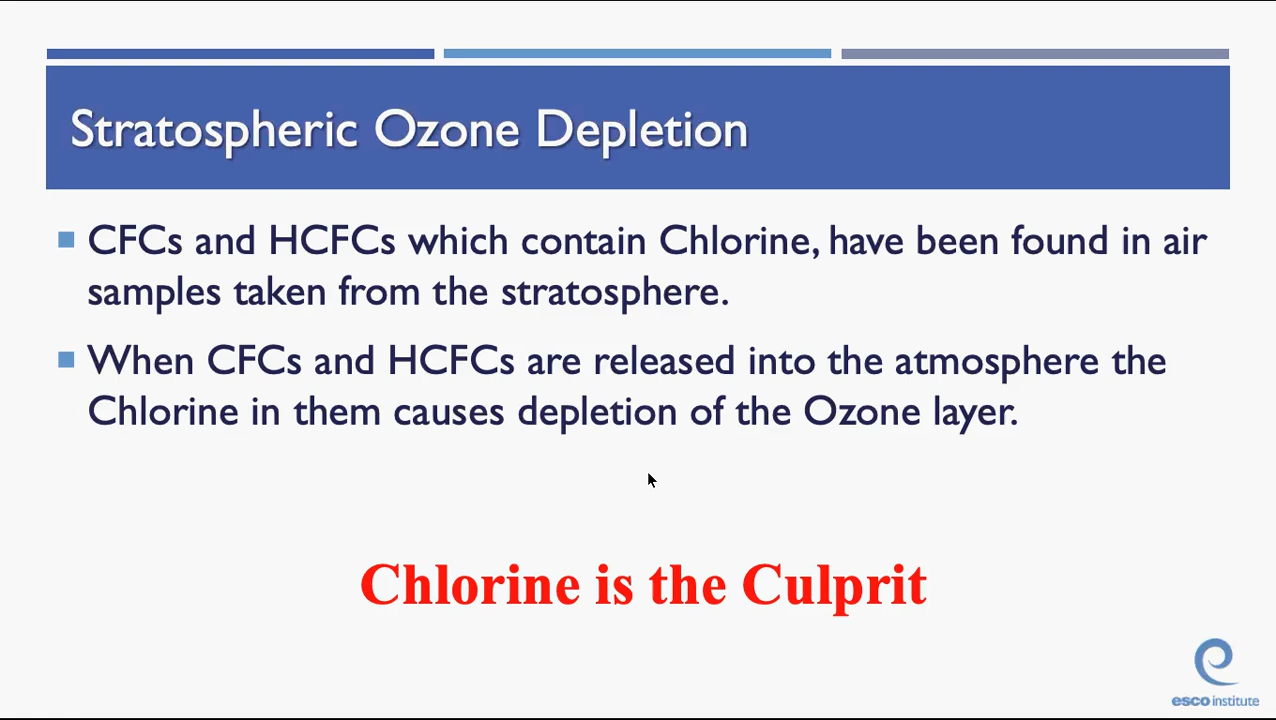 Stratospheric Ozone Depletion
CFCs and HCFCs which contain Chlorine, have been found in air
samples taken from the stratosphere.
When CFCs and HCFCs are released into the atmosphere the
Chlorine in them causes depletion of the Ozone layer.
Chlorine is the Culprit
esco institute